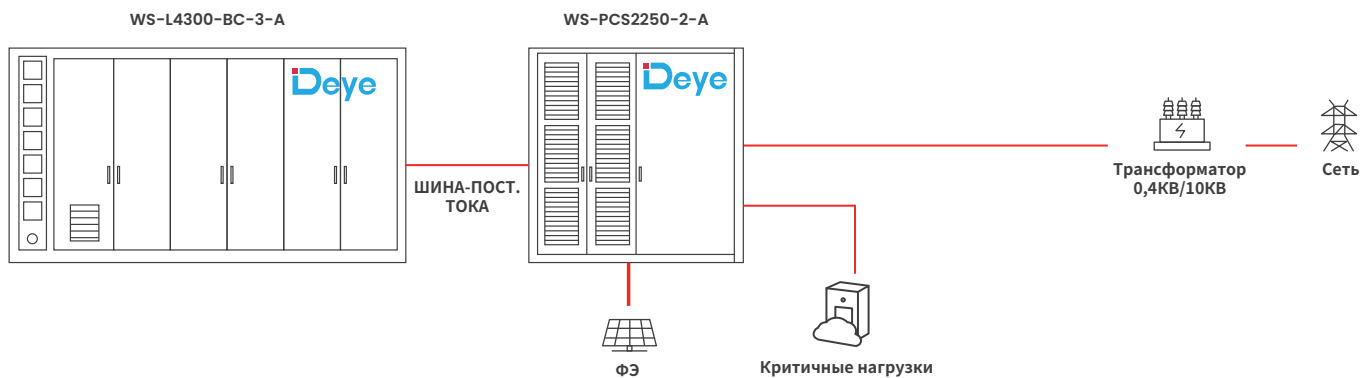 WS-L4300-BC-3-A
WS-PCS2250-2-A
Deye
Deye
ШИНА-ПОСТ.
ТОКА
Трансформатор
0,4КВ/10КВ
Сеть
ФЭ
Критичные нагрузки